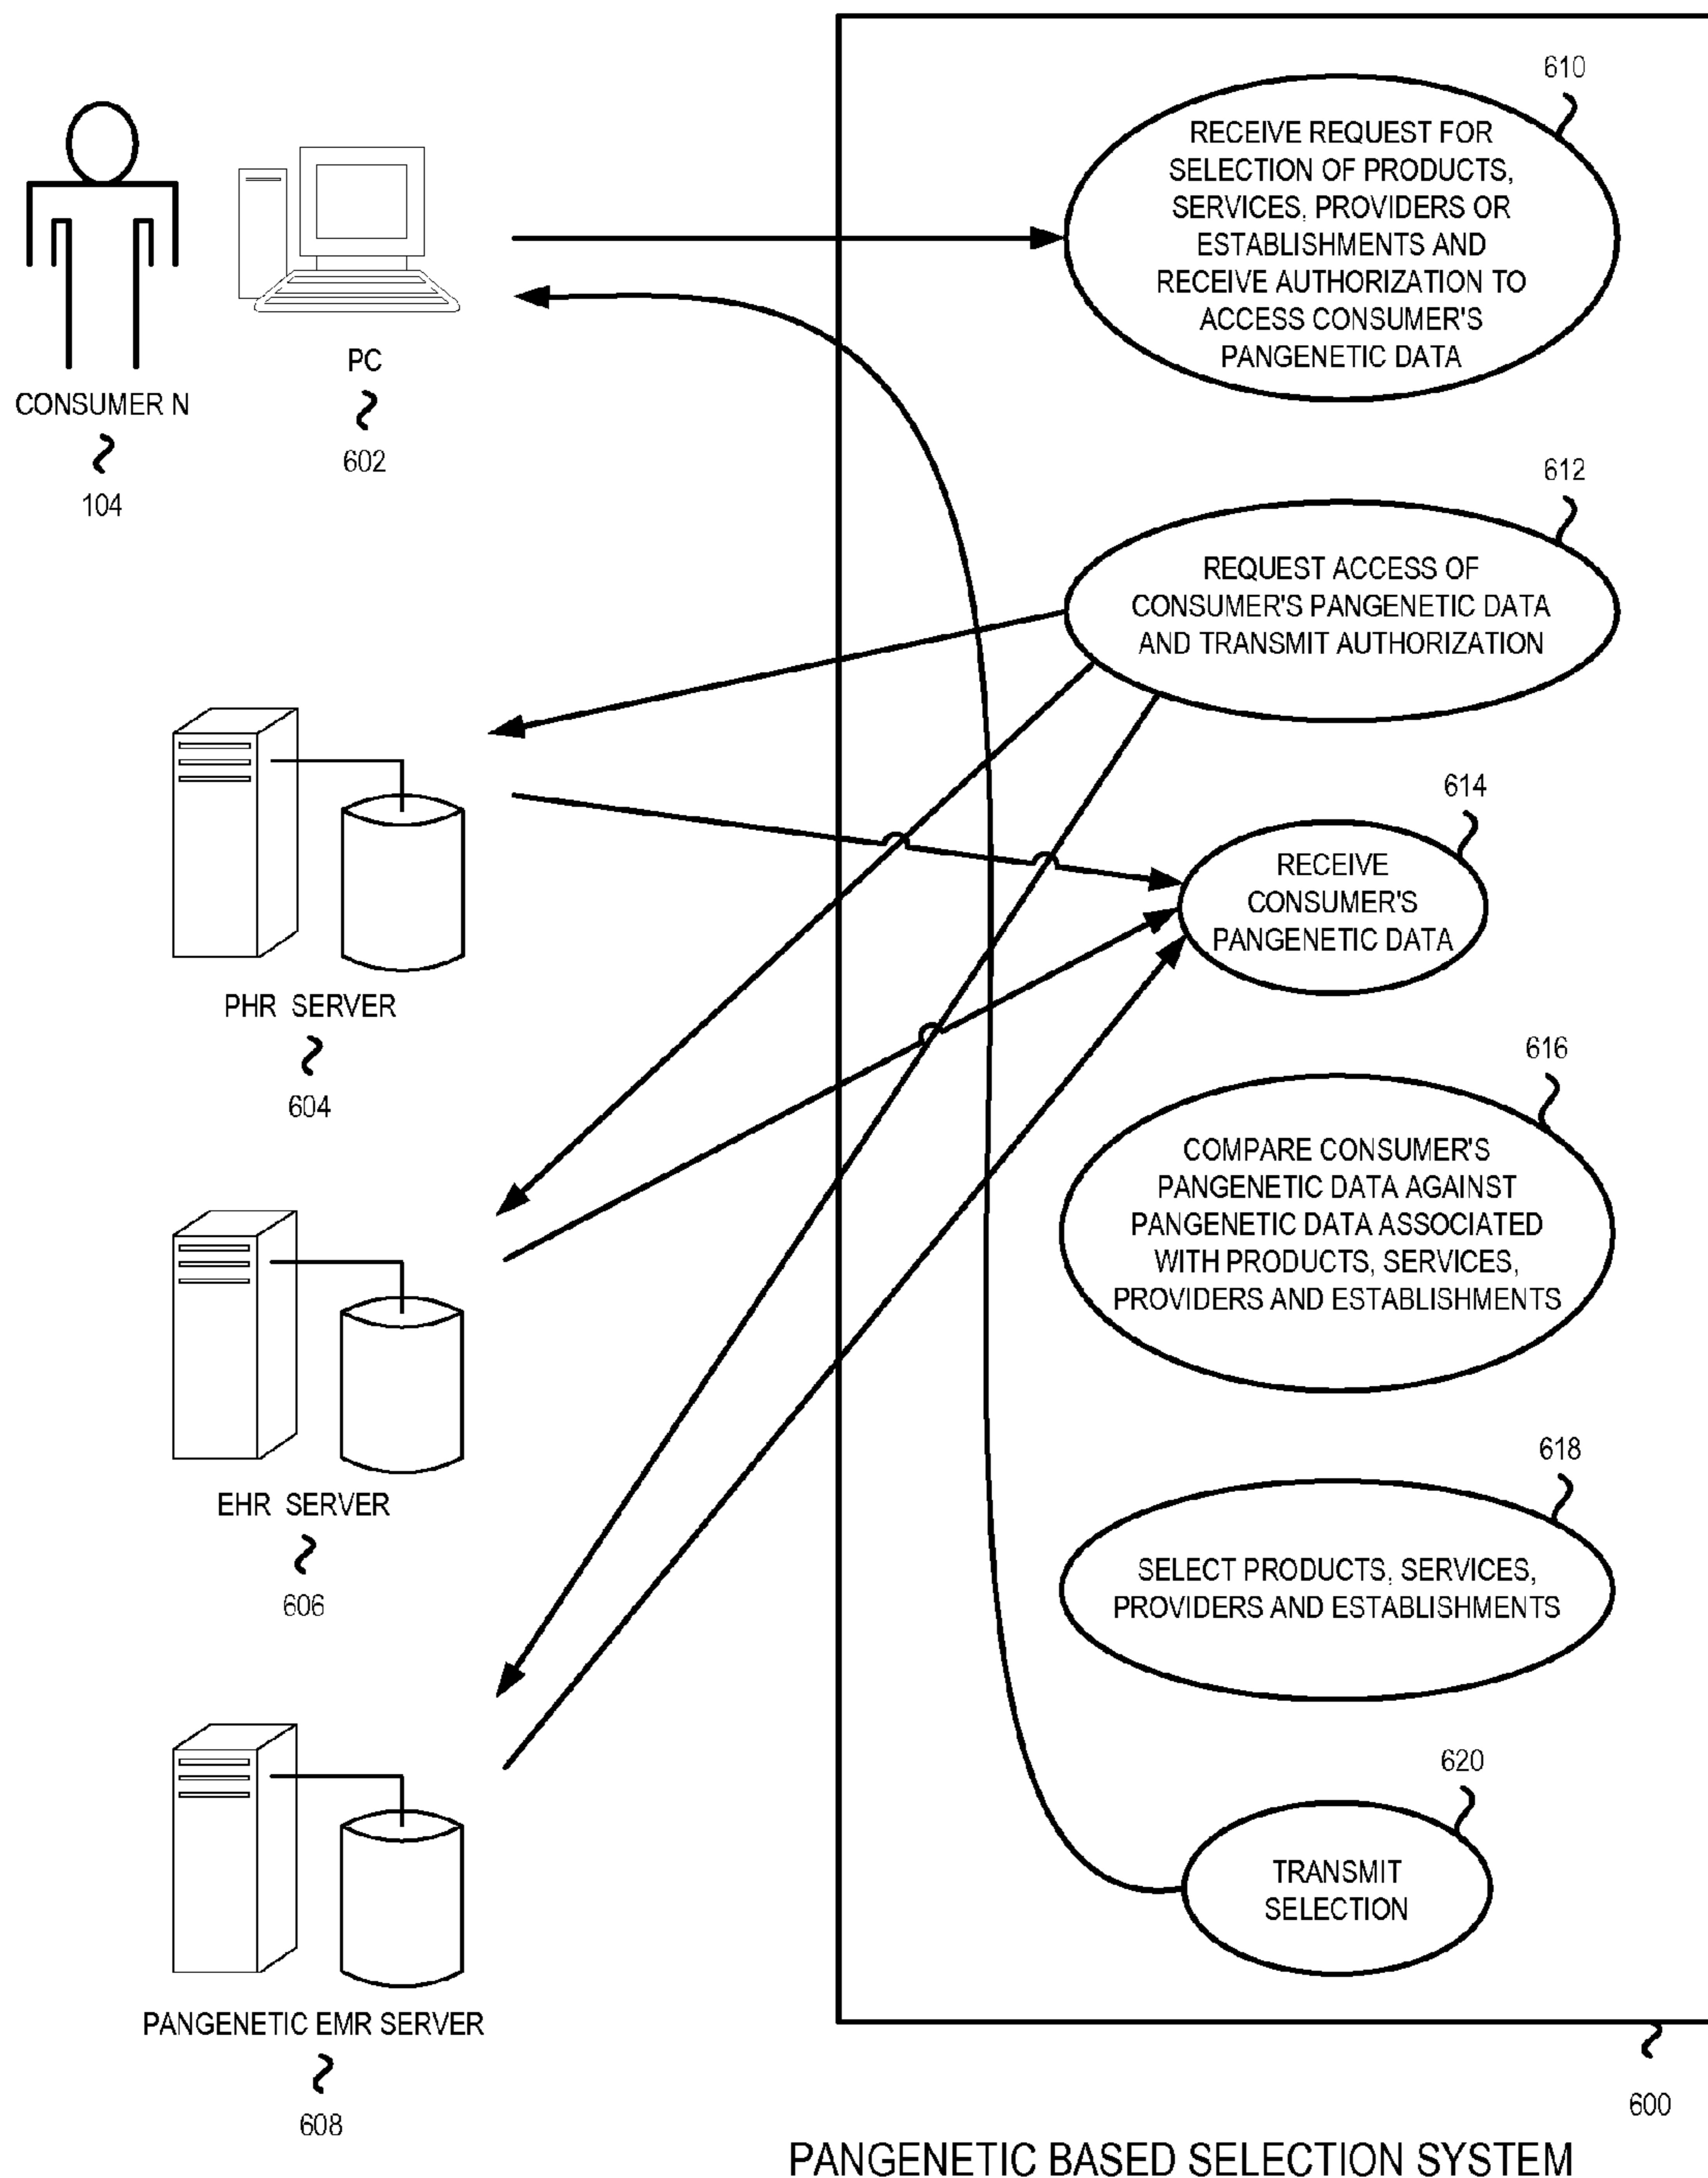 610
RECEIVE REQUEST FOR
SELECTION OF PRODUCTS,
SERVICES, PROVIDERS OR
ESTABLISHMENTS AND
RECEIVE AUTHORIZATION TO
ACCESS CONSUMER'S
PANGENETIC DATA
PC
602
CONSUMER N
104
612
REQUEST ACCESS OF
CONSUMER'S PANGENETIC DATA
AND TRANSMIT AUTHORIZATION
614
RECEIVE
CONSUMER'S
PANGENETIC DATA
PHR SERVER
604
616
COMPARE CONSUMER'S
PANGENETIC DATA AGAINST
PANGENETIC DATA ASSOCIATED
WITH PRODUCTS, SERVICES,
PROVIDERS AND ESTABLISHMENTS
EHR SERVER
606
618
SELECT PRODUCTS, SERVICES,
PROVIDERS AND ESTABLISHMENTS
620
TRANSMIT
SELECTION
PANGENETIC EMR SERVER
608
600
PANGENETIC BASED SELECTION SYSTEM